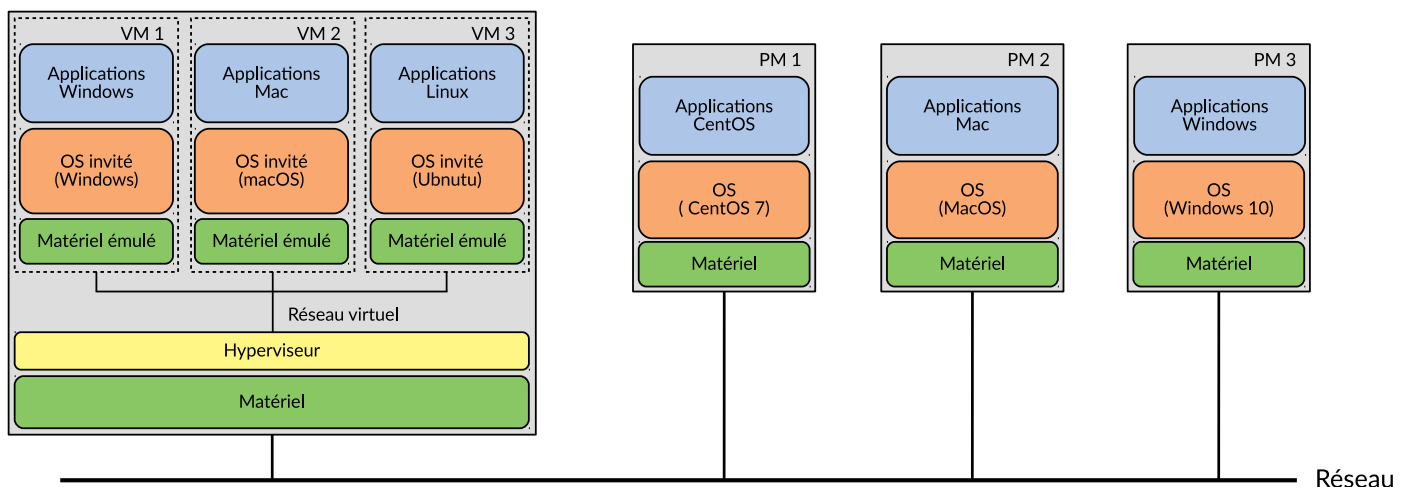 VM 1
Applications
Windows
OS invité
(Windows)
Matériel émulé
VM 2
Applications
Mac
OS invité
(macOS)
Matériel émulé
VM 3
Applications
Linux
OS invité
(Ubnutu)
Matériel émulé
Réseau virtuel
Hyperviseur
Matériel
PM 1
Applications
CentOS
OS
( CentOS 7)
Matériel
PM 2
Applications
Mac
OS
(MacOS)
Matériel
PM 3
Applications
Windows
OS
(Windows 10)
Matériel
Réseau